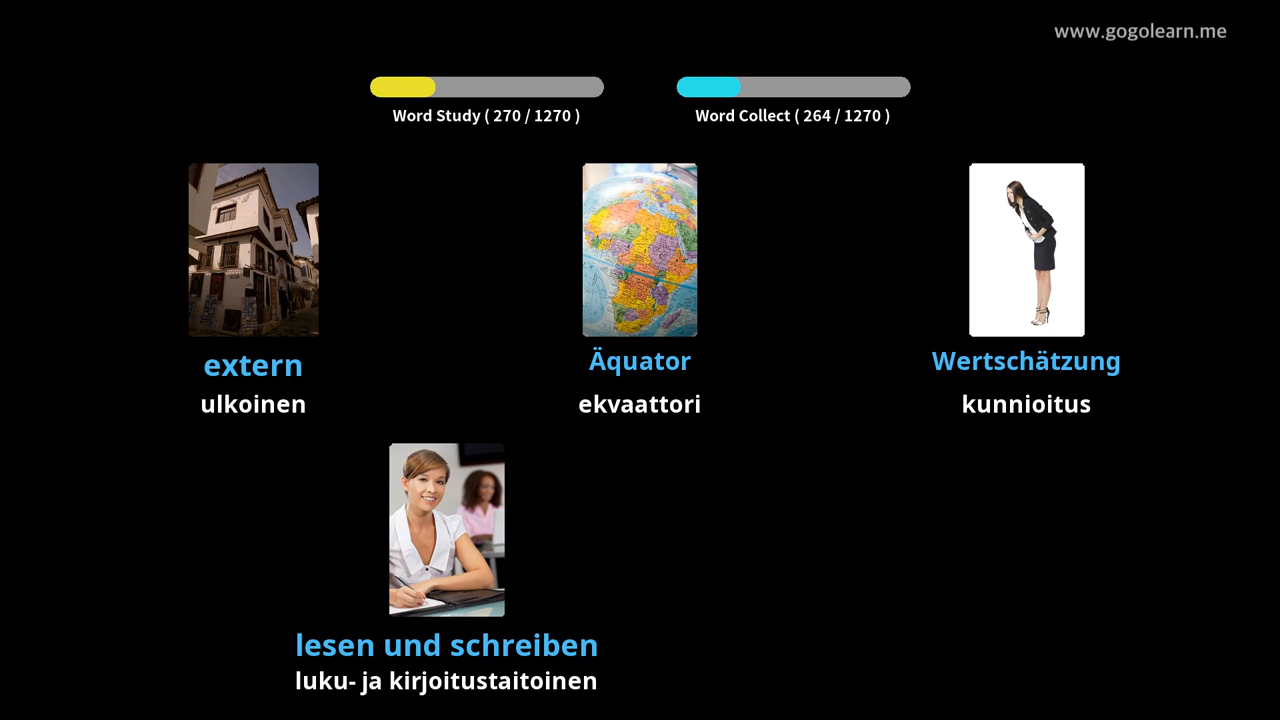 www.gogolearn.me
Word Study ( 270 / 1270 )
Word Collect ( 264 / 1270 )
extern
Äquator
Wertschätzung
ulkoinen
ekvaattori
kunnioitus
lesen und schreiben
luku- ja kirjoitustaitoinen